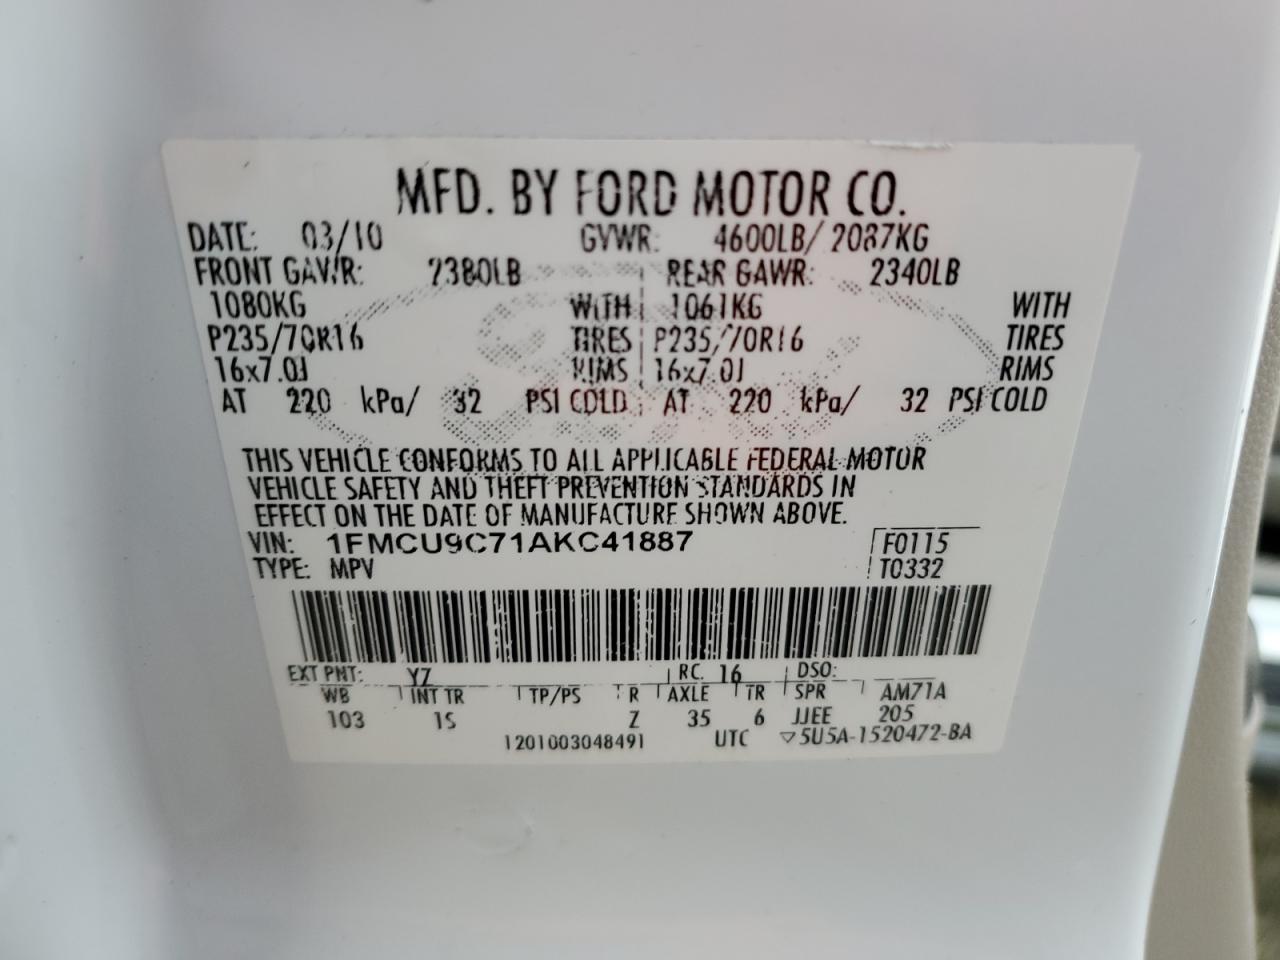 MFD. BY FORD MOTOR CO.
DATE: 03/10 GVWR: 4600LB/ 2087KG
FRONT GAWR: 2380LB REAR GAWR: 2340LB
1080KG WITH 1061KG WITH
P235/70R16 TIRES P235/70R16 TIRES
16x7.0J RIMS 16x7.0J RIMS
AT 220 kPa/ 32 PSI COLD AT 220 kPa/ 32 PSI COLD
THIS VEHICLE CONFORMS TO ALL APPLICABLE FEDERAL MOTOR
VEHICLE SAFETY AND THEFT PREVENTION STANDARDS IN
EFFECT ON THE DATE OF MANUFACTURE SHOWN ABOVE.
VIN: 1FMCU9C71AKC41887 F0115
TYPE: MPV T0332
EXT PNT: YZ RC: 16 DSO:
WB INT TR TP/PS R AXLE TR SPR AM71A
103 1S Z 35 6 JJEE 205
1201003048491 UTC ▽5U5A-1520472-BA